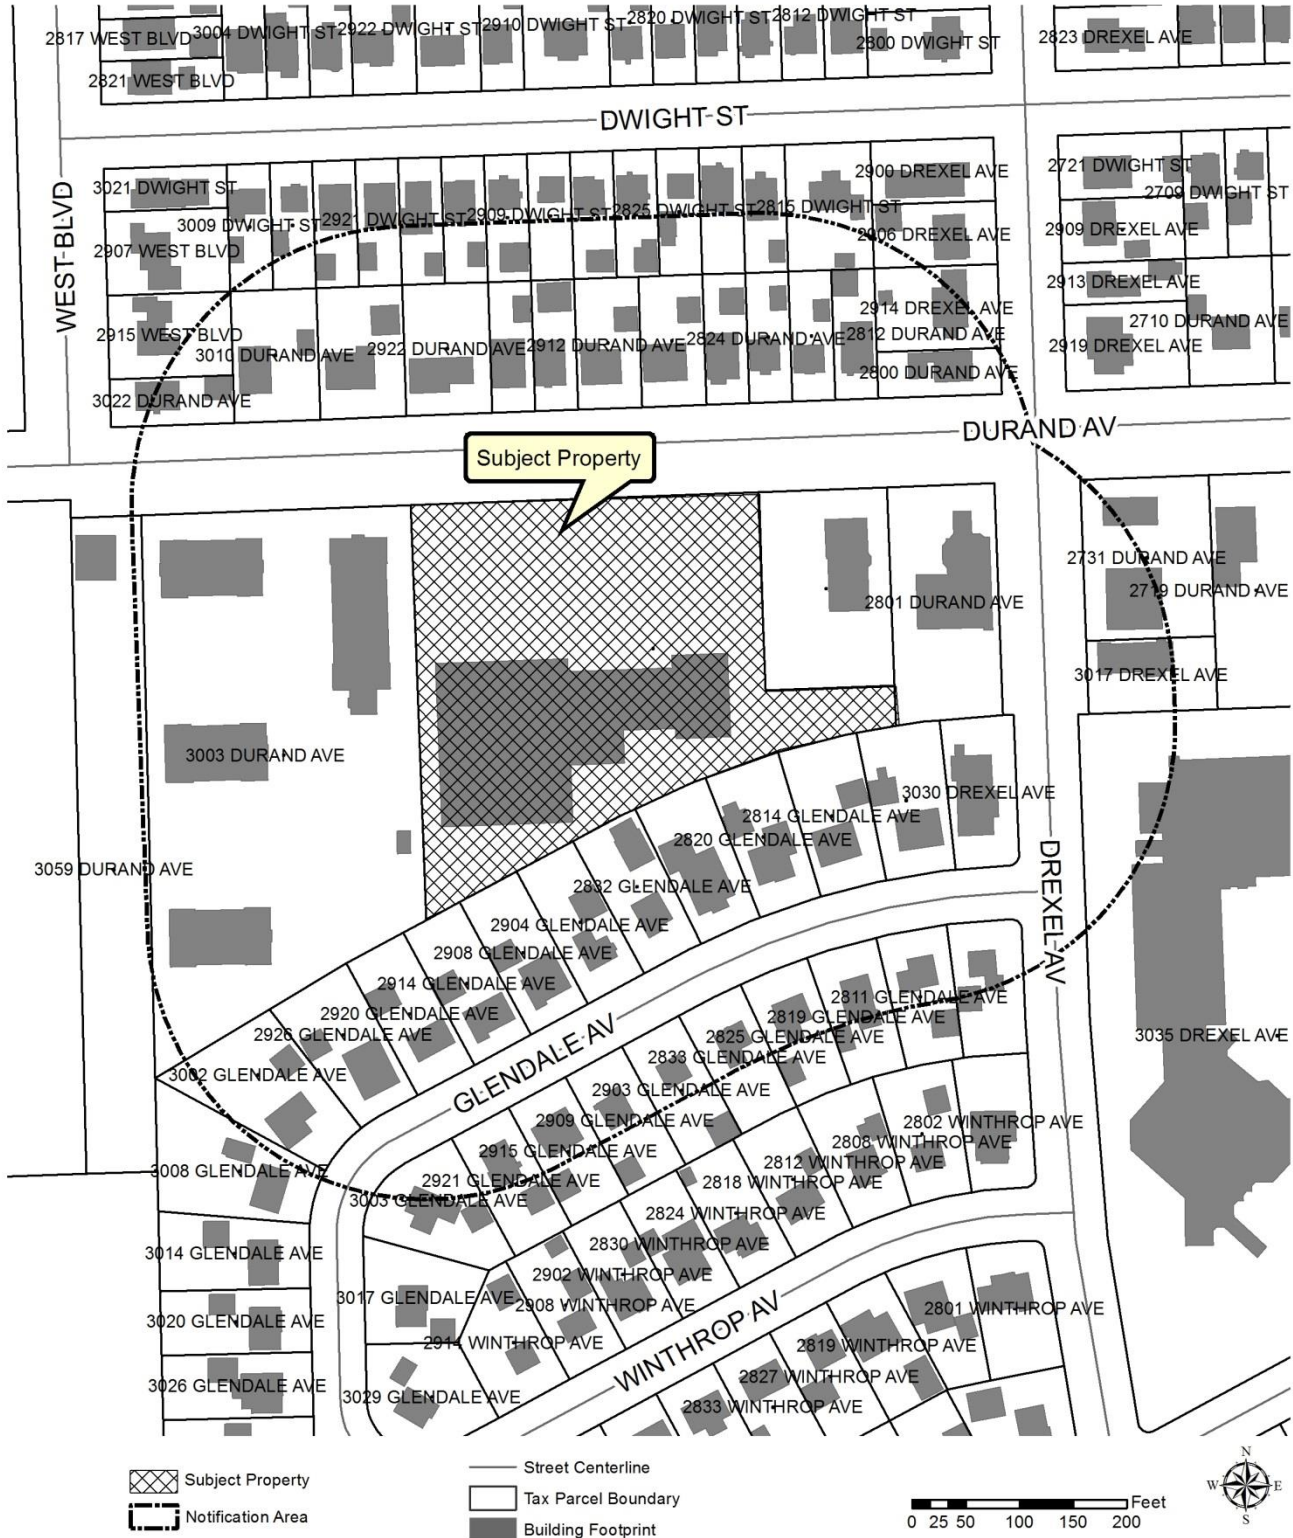 2817 WEST BLVD
3004 DWIGHT ST
2922 DWIGHT ST
2910 DWIGHT ST
2820 DWIGHT ST
2812 DWIGHT ST
2800 DWIGHT ST
2823 DREXEL AVE
2821 WEST BLVD
DWIGHT ST
WEST BLVD
3021 DWIGHT ST
3009 DWIGHT ST
2921 DWIGHT ST
2909 DWIGHT ST
2825 DWIGHT ST
2815 DWIGHT ST
2900 DREXEL AVE
2721 DWIGHT ST
2709 DWIGHT ST
2907 WEST BLVD
2906 DREXEL AVE
2909 DREXEL AVE
2913 DREXEL AVE
2915 WEST BLVD
3010 DURAND AVE
2922 DURAND AVE
2912 DURAND AVE
2824 DURAND AVE
2914 DREXEL AVE
2812 DURAND AVE
2710 DURAND AVE
2919 DREXEL AVE
3022 DURAND AVE
2800 DURAND AVE
DURAND AV
Subject Property
2731 DURAND AVE
2719 DURAND AVE
2801 DURAND AVE
3017 DREXEL AVE
3003 DURAND AVE
3030 DREXEL AVE
2814 GLENDALE AVE
2820 GLENDALE AVE
3059 DURAND AVE
2832 GLENDALE AVE
2904 GLENDALE AVE
2908 GLENDALE AVE
2914 GLENDALE AVE
2920 GLENDALE AVE
2926 GLENDALE AVE
3002 GLENDALE AVE
DREXEL AV
GLENDALE AV
2811 GLENDALE AVE
2819 GLENDALE AVE
2825 GLENDALE AVE
2833 GLENDALE AVE
2903 GLENDALE AVE
2909 GLENDALE AVE
2915 GLENDALE AVE
2921 GLENDALE AVE
3003 GLENDALE AVE
3035 DREXEL AVE
3008 GLENDALE AVE
2802 WINTHROP AVE
2808 WINTHROP AVE
2812 WINTHROP AVE
2818 WINTHROP AVE
2824 WINTHROP AVE
2830 WINTHROP AVE
2902 WINTHROP AVE
2908 WINTHROP AVE
2914 WINTHROP AVE
3014 GLENDALE AVE
3017 GLENDALE AVE
3020 GLENDALE AVE
3026 GLENDALE AVE
3029 GLENDALE AVE
WINTHROP AV
2801 WINTHROP AVE
2819 WINTHROP AVE
2827 WINTHROP AVE
2833 WINTHROP AVE
Subject Property
Notification Area
Street Centerline
Tax Parcel Boundary
Building Footprint
Feet
0 25 50 100 150 200
N
W E
S